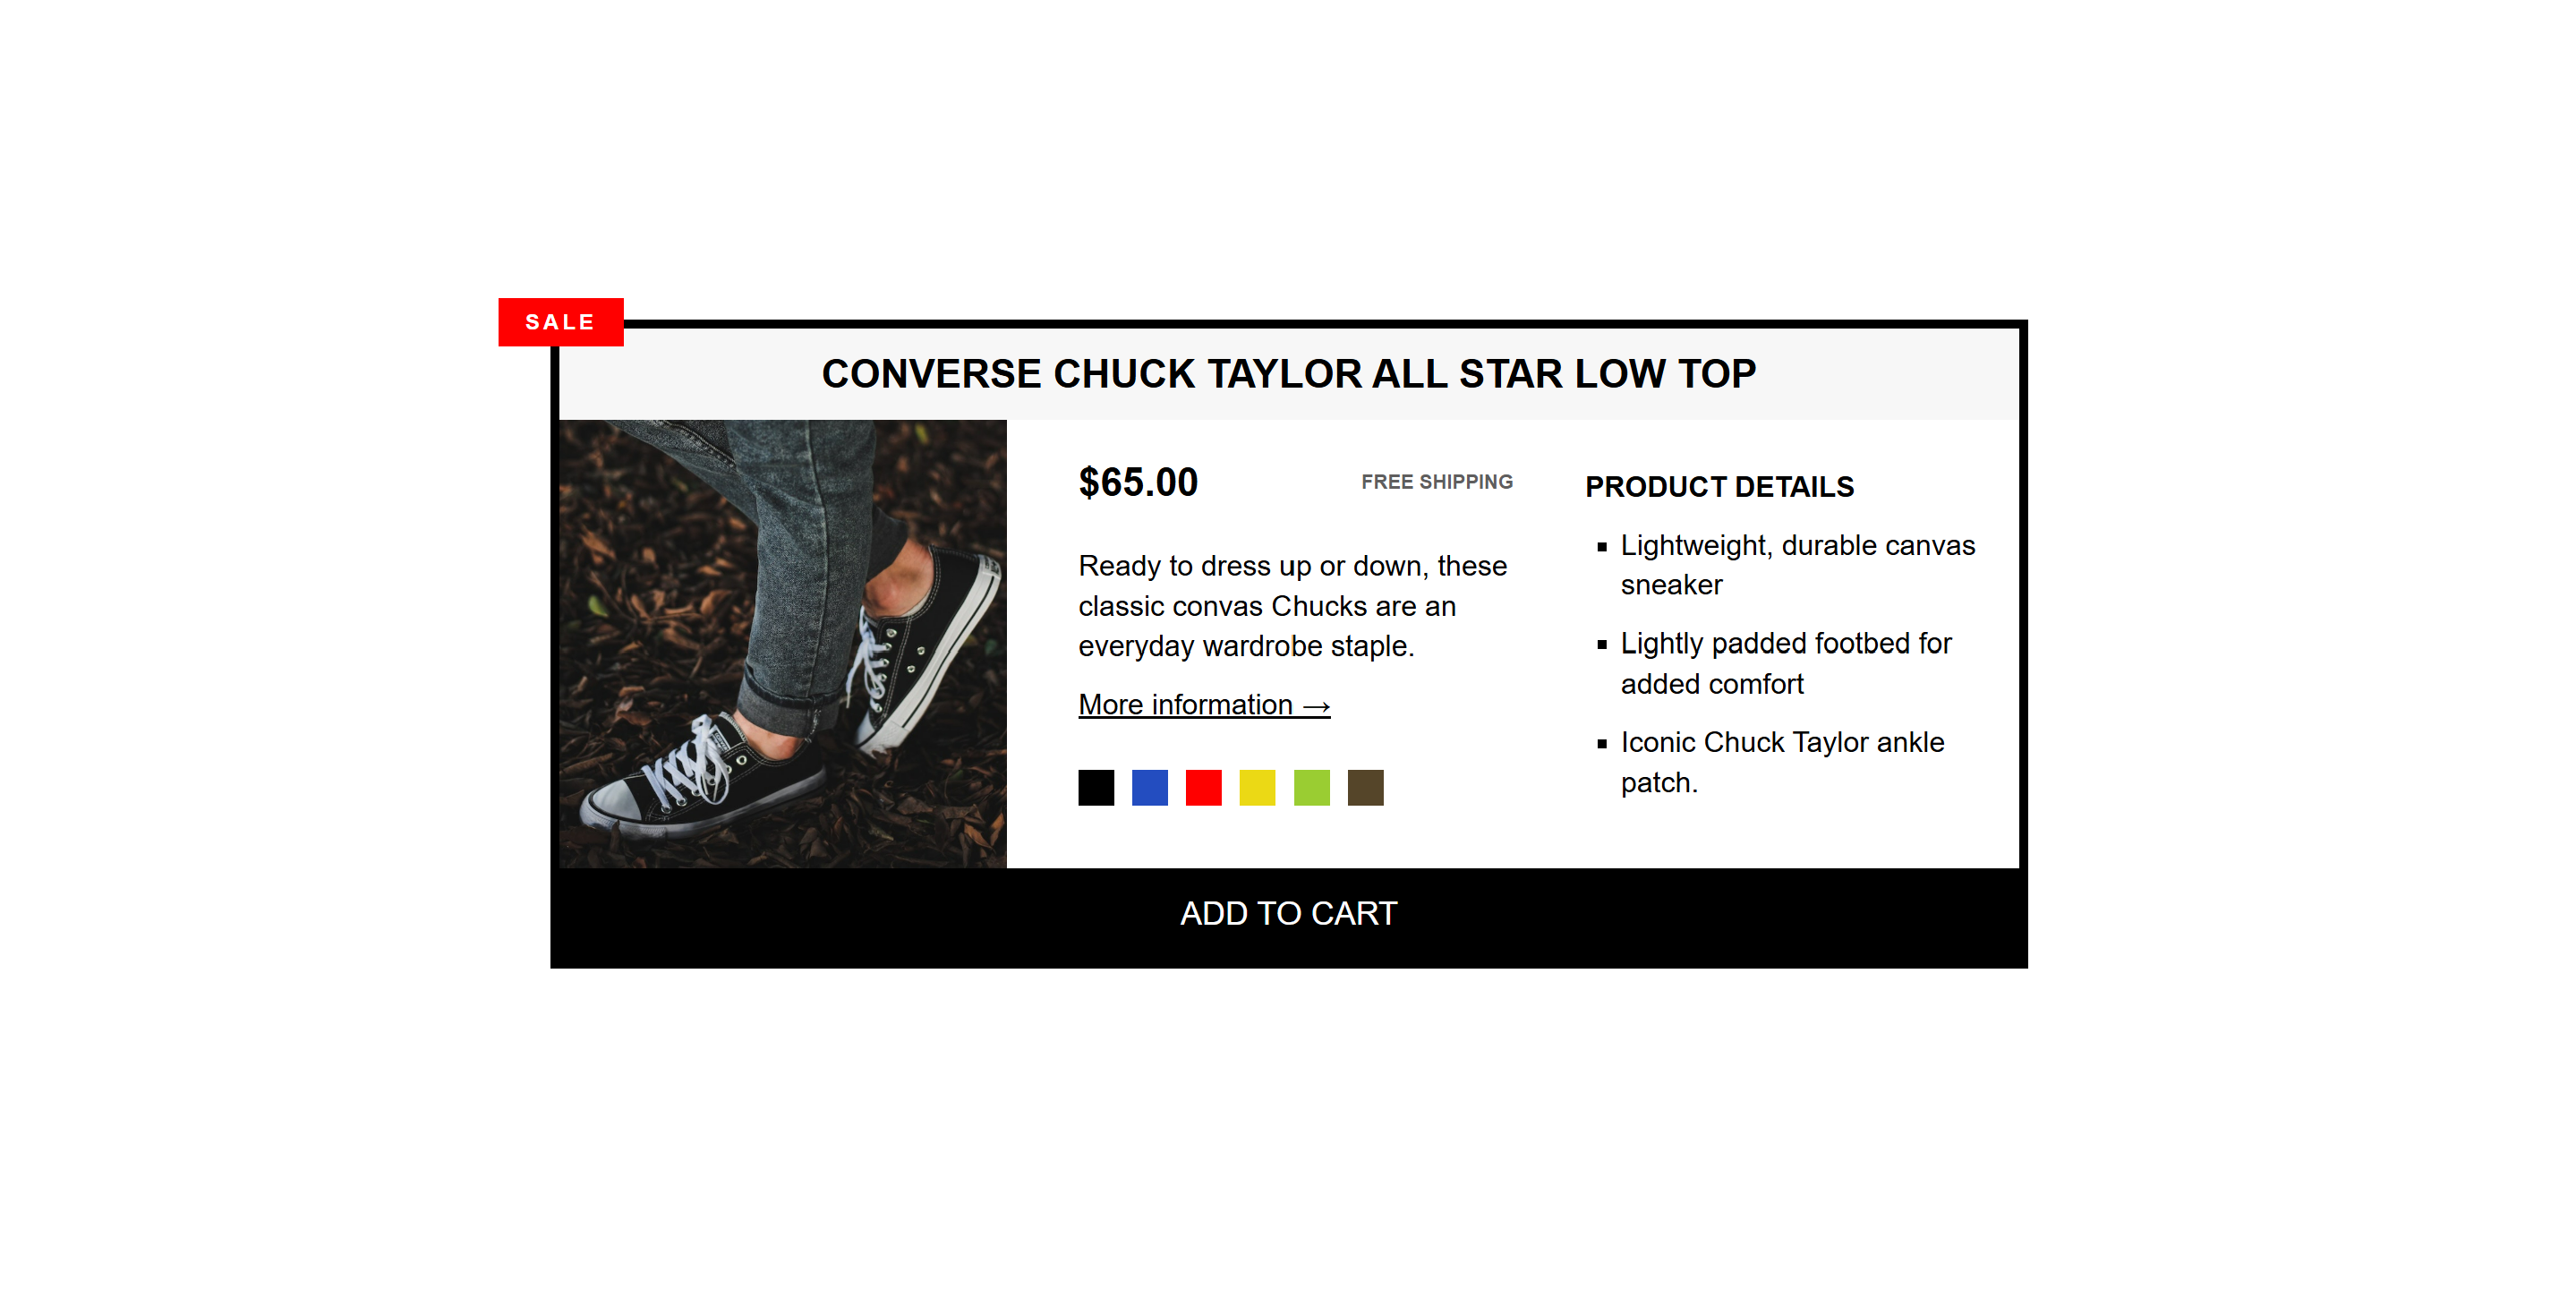 SALE
CONVERSE CHUCK TAYLOR ALL STAR LOW TOP
$65.00
FREE SHIPPING
Ready to dress up or down, these
classic convas Chucks are an
everyday wardrobe staple.
More information →
PRODUCT DETAILS
▪ Lightweight, durable canvas
sneaker
▪ Lightly padded footbed for
added comfort
▪ Iconic Chuck Taylor ankle
patch.
ADD TO CART